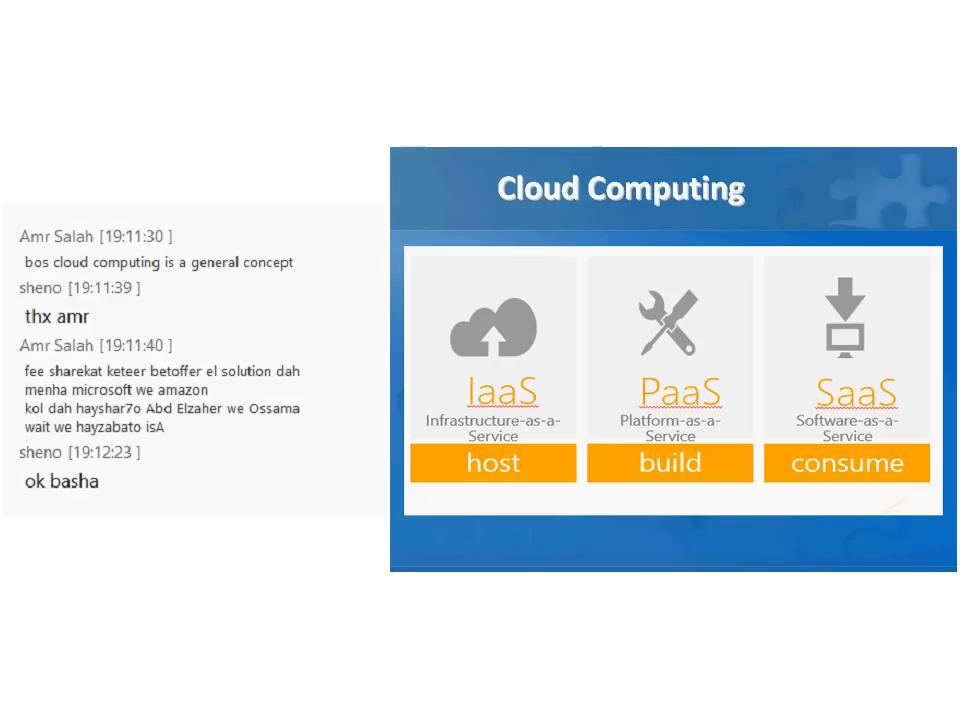 Amr Salah [19:11:30 ]
bos cloud computing is a general concept
sheno [19:11:39 ]
thx amr
Amr Salah [19:11:40 ]
fee sharekat keteer betoffer el solution dah
menha microsoft we amazon
kol dah hayshar7o Abd Elzaher we Ossama
wait we hayzabato isA
sheno [19:12:23 ]
ok basha
Cloud Computing
IaaS
Infrastructure-as-a-
Service
host
PaaS
Platform-as-a-
Service
build
SaaS
Software-as-a-
Service
consume